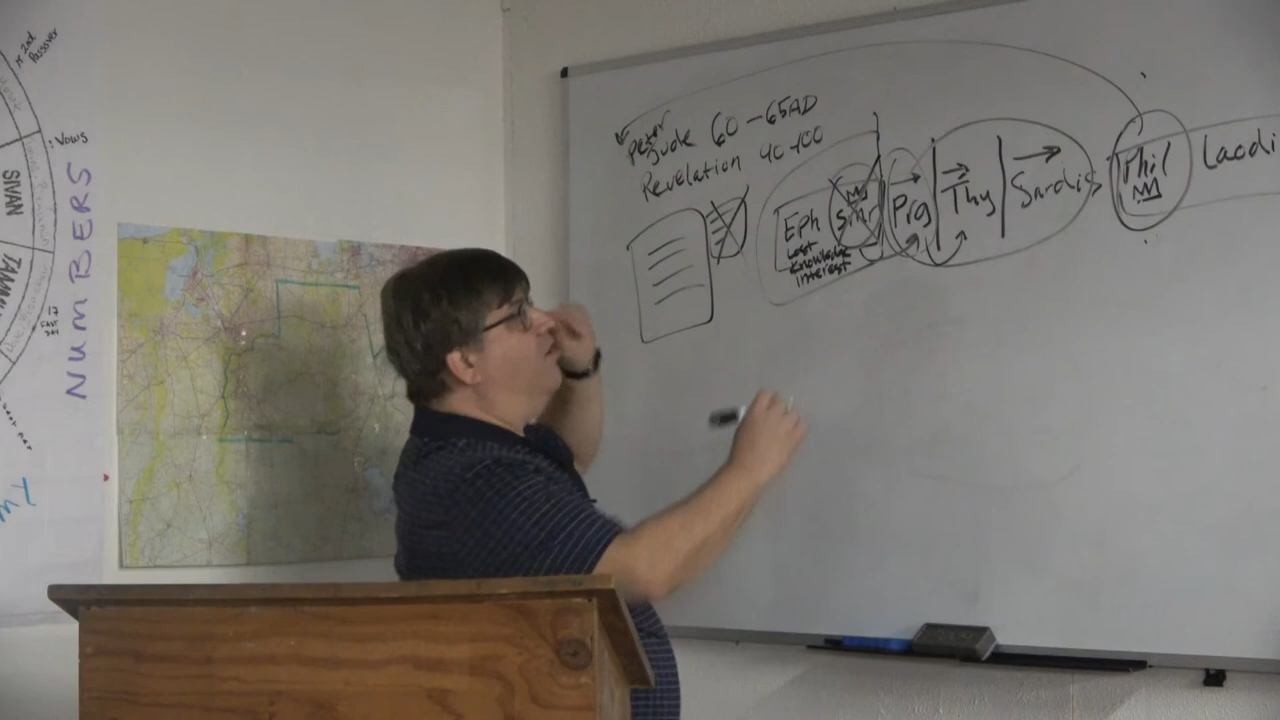 2nd
Passover
Vows
SIVAN
NUMBERS
Peter
Jude 60-65AD
Revelation 90-100
Eph
Lost
Knowledge
interest
Smr
Prg
Thy
Sardis
Phil
Laodi